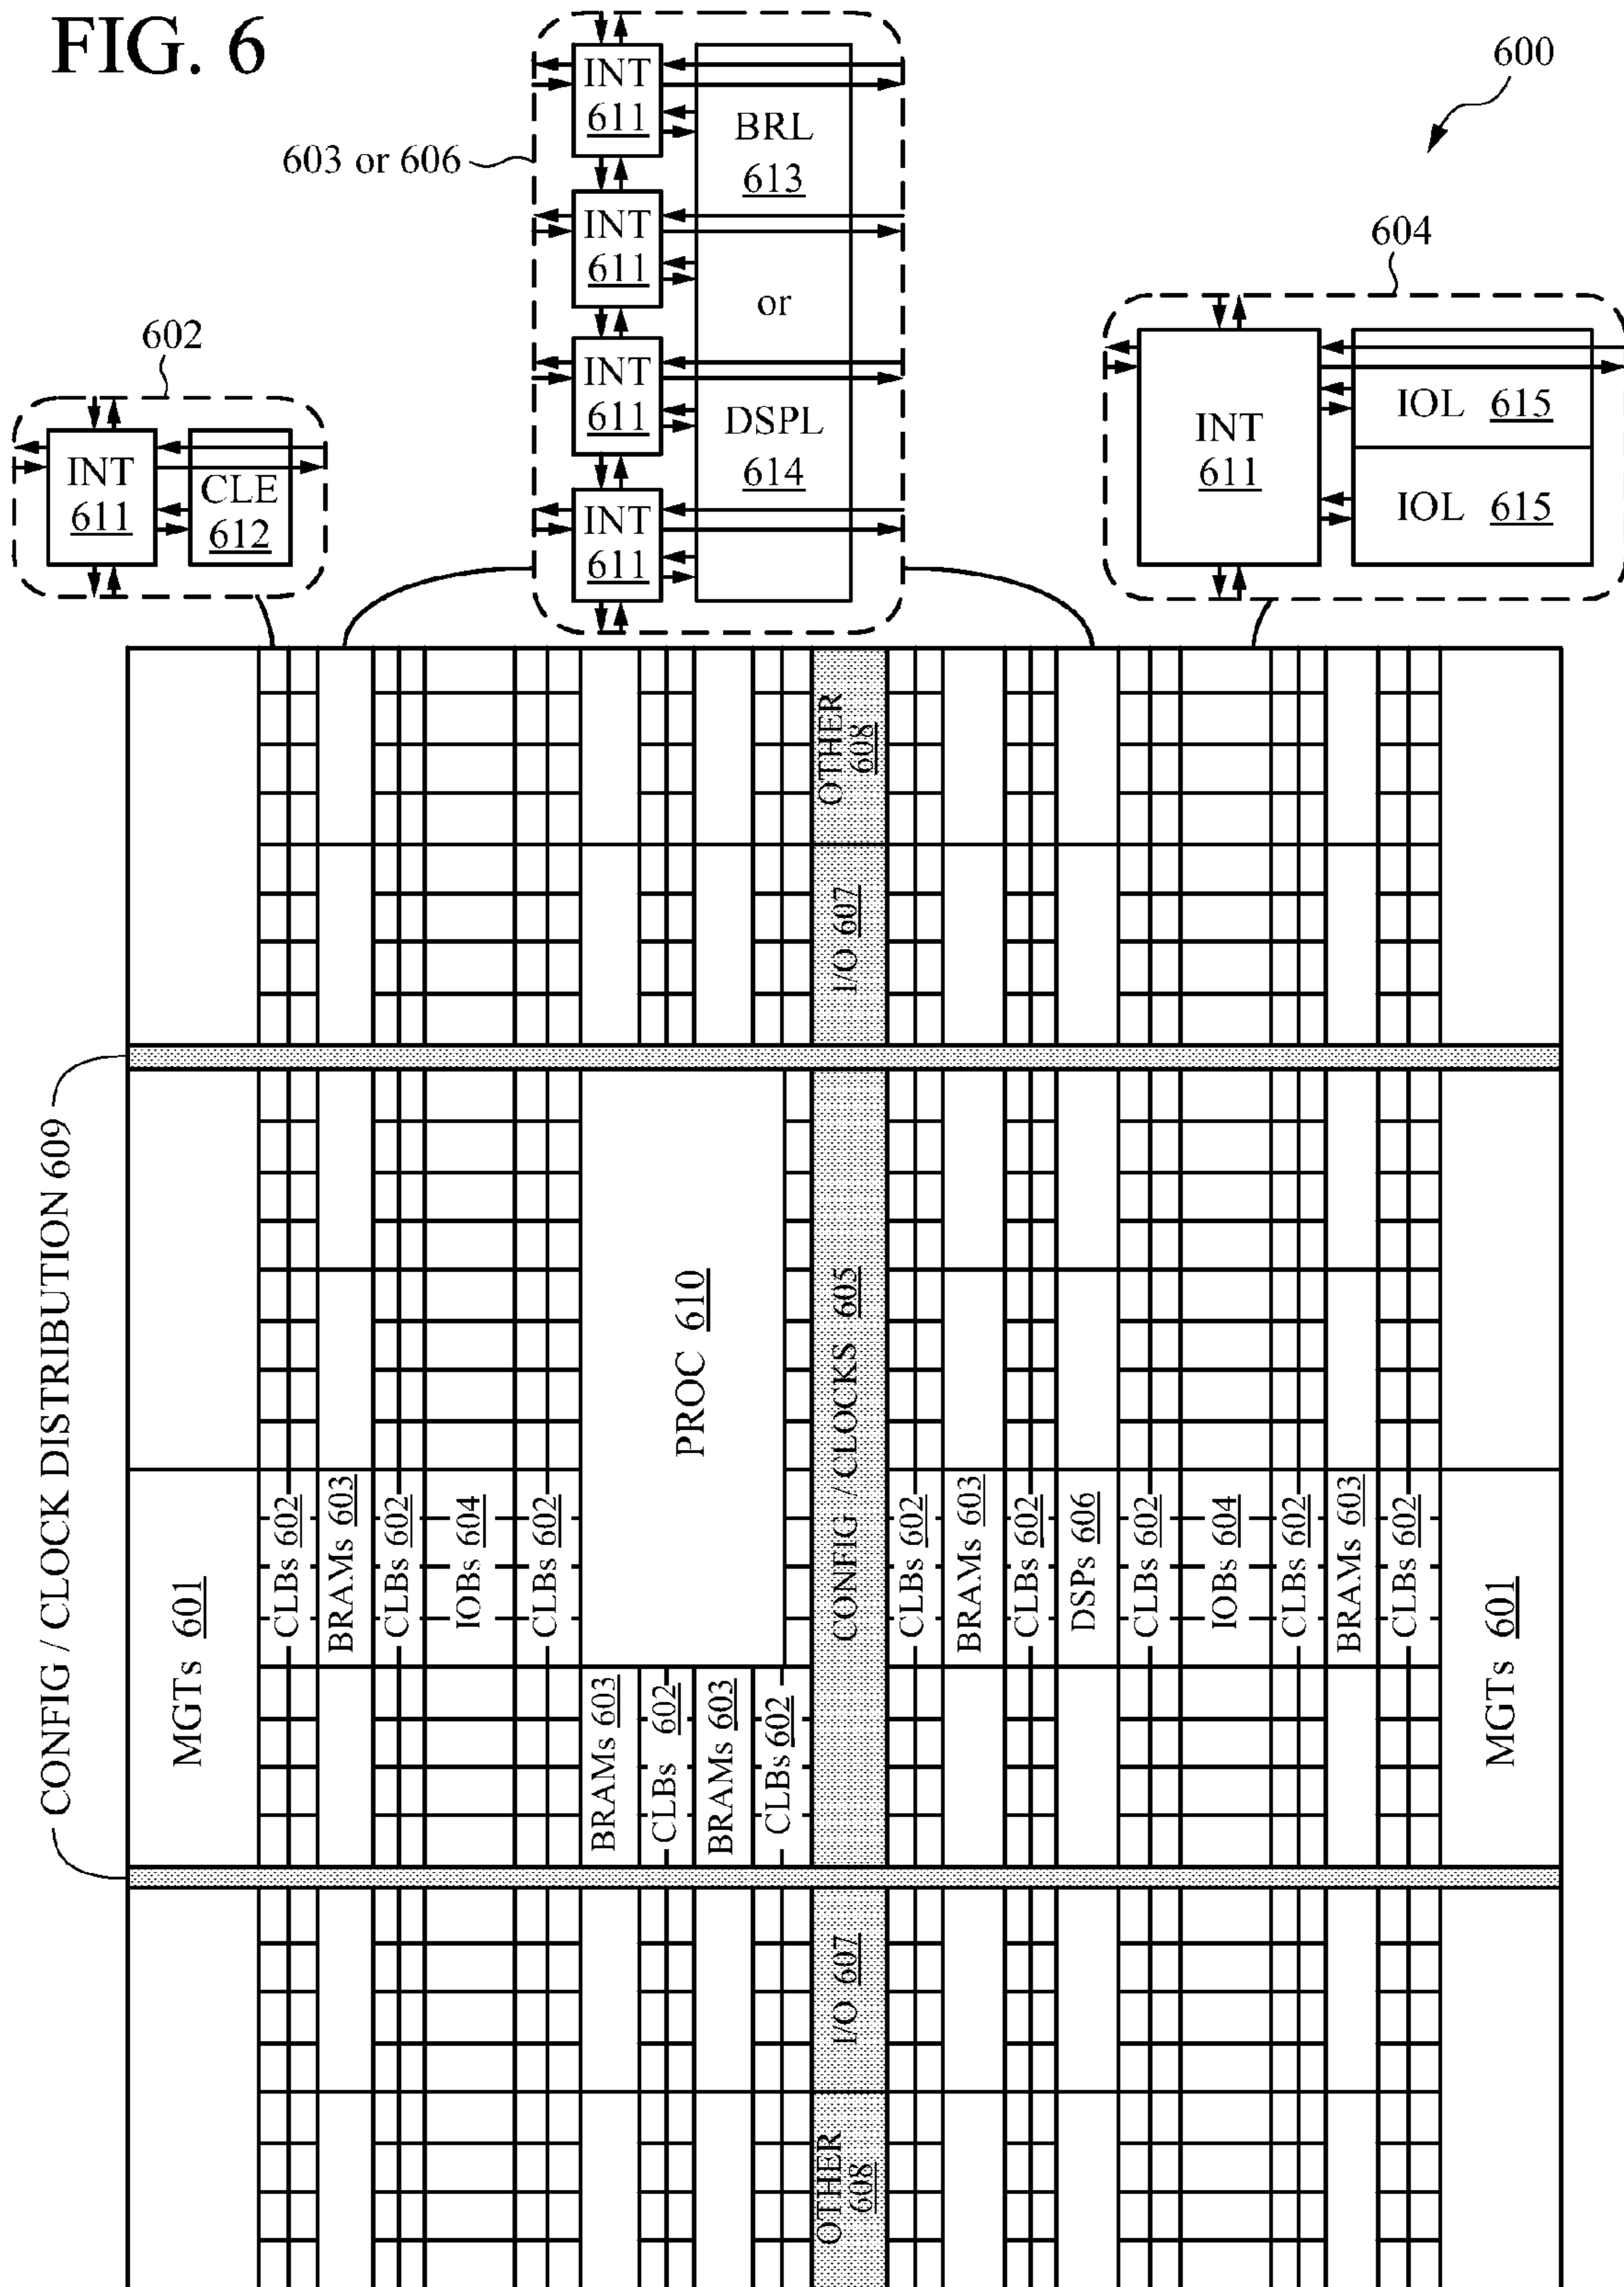 FIG. 6
600
603 or 606
INT
611
INT
611
INT
611
INT
611
BRL
613
or
DSPL
614
604
INT
611
IOL 615
IOL 615
602
INT
611
CLE
612
OTHER
608
I/O 607
CONFIG / CLOCK DISTRIBUTION 609
PROC 610
CONFIG / CLOCKS 605
MGTs 601
CLBs 602
BRAMs 603
CLBs 602
IOBs 604
CLBs 602
BRAMs 603
CLBs 602
BRAMs 603
CLBs 602
CLBs 602
BRAMs 603
CLBs 602
DSPs 606
CLBs 602
IOBs 604
CLBs 602
BRAMs 603
CLBs 602
MGTs 601
I/O 607
OTHER
608